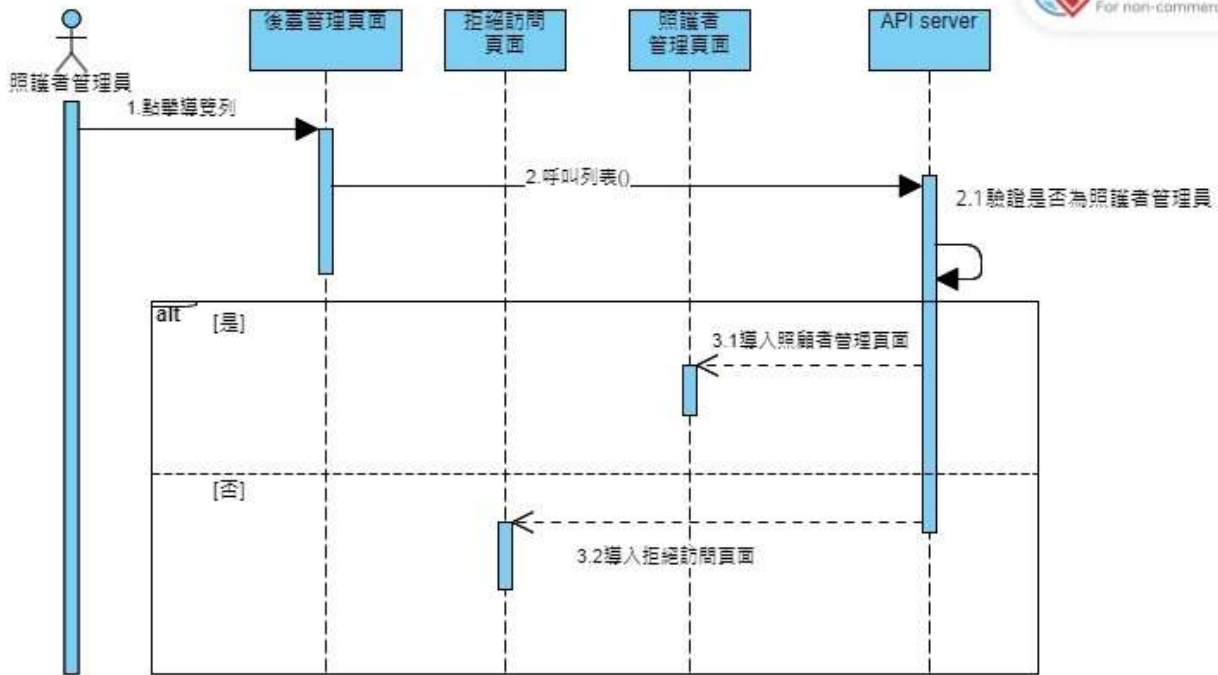 For non-commerc
後臺管理頁面
拒絕訪問
頁面
照護者
管理頁面
API server
照護者管理員
1.點擊導覽列
2.呼叫列表()
2.1驗證是否為照護者管理員
alt
[是]
3.1導入照顧者管理頁面
[否]
3.2導入拒絕訪問頁面